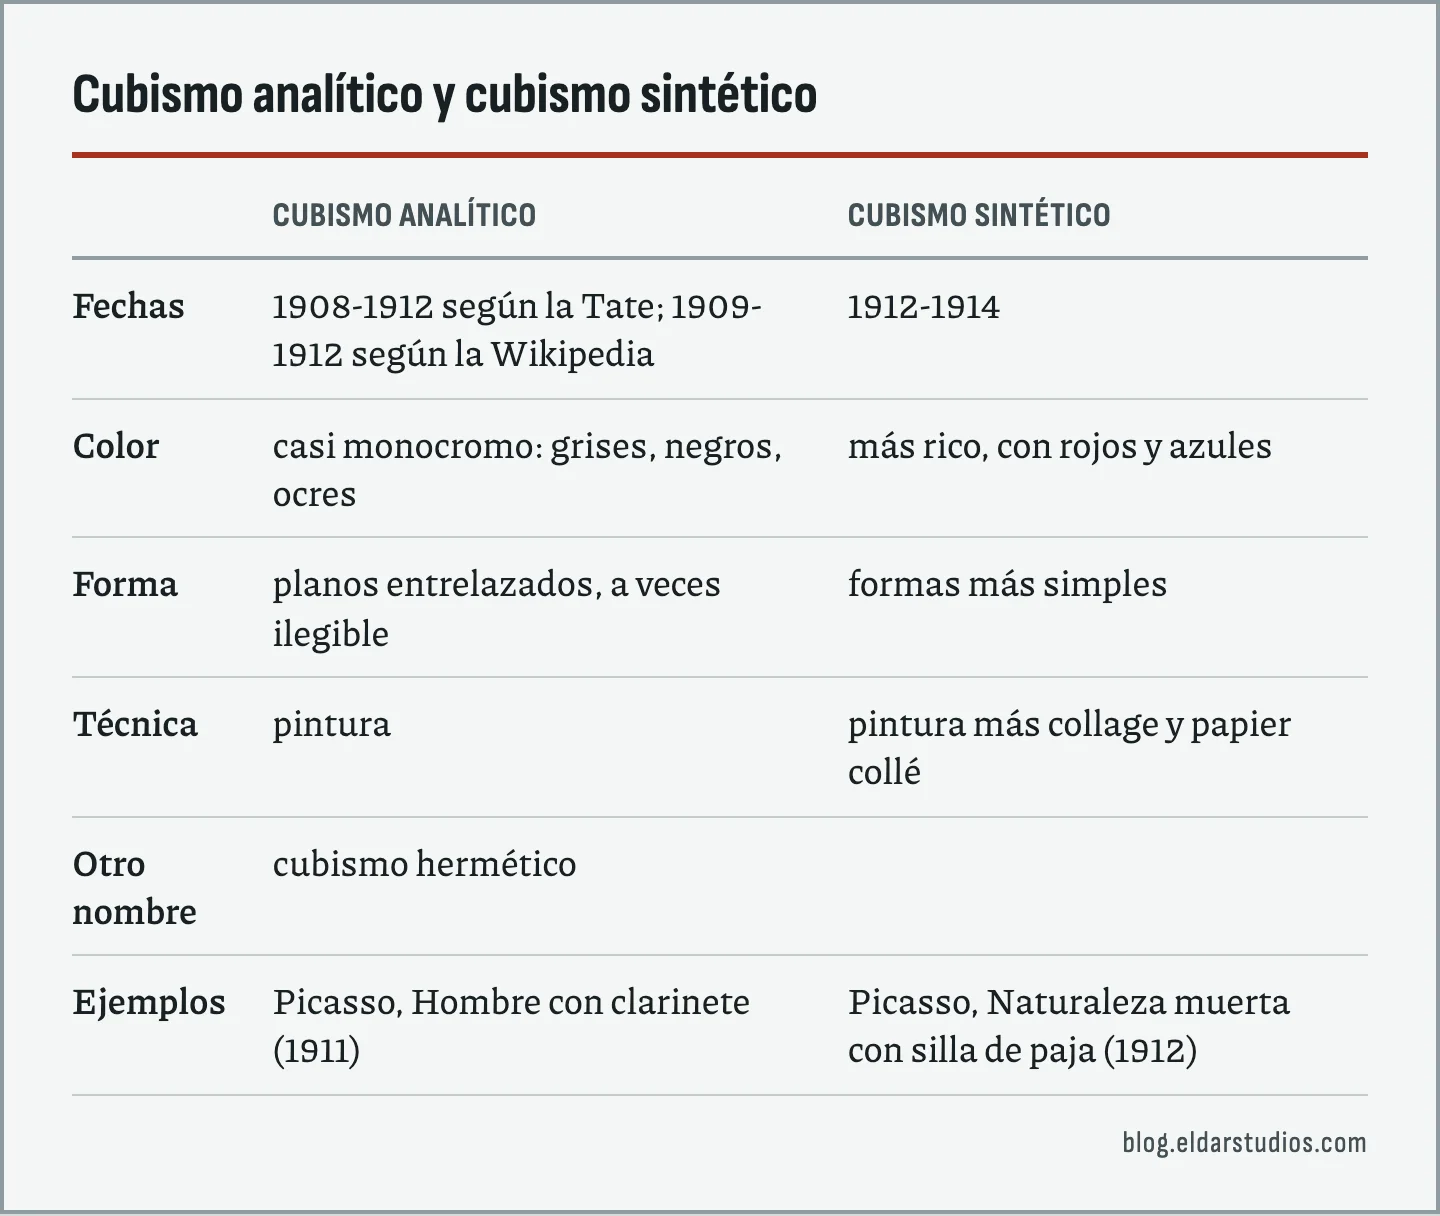 Cubismo analítico y cubismo sintético
CUBISMO ANALÍTICO CUBISMO SINTÉTICO
Fechas 1908-1912 según la Tate; 1909- 1912-1914
1912 según la Wikipedia
Color casi monocromo: grises, negros, más rico, con rojos y azules
ocres
Forma planos entrelazados, a veces formas más simples
ilegible
Técnica pintura pintura más collage y papier
collé
Otro cubismo hermético
nombre
Ejemplos Picasso, Hombre con clarinete Picasso, Naturaleza muerta
(1911) con silla de paja (1912)
blog.eldarstudios.com